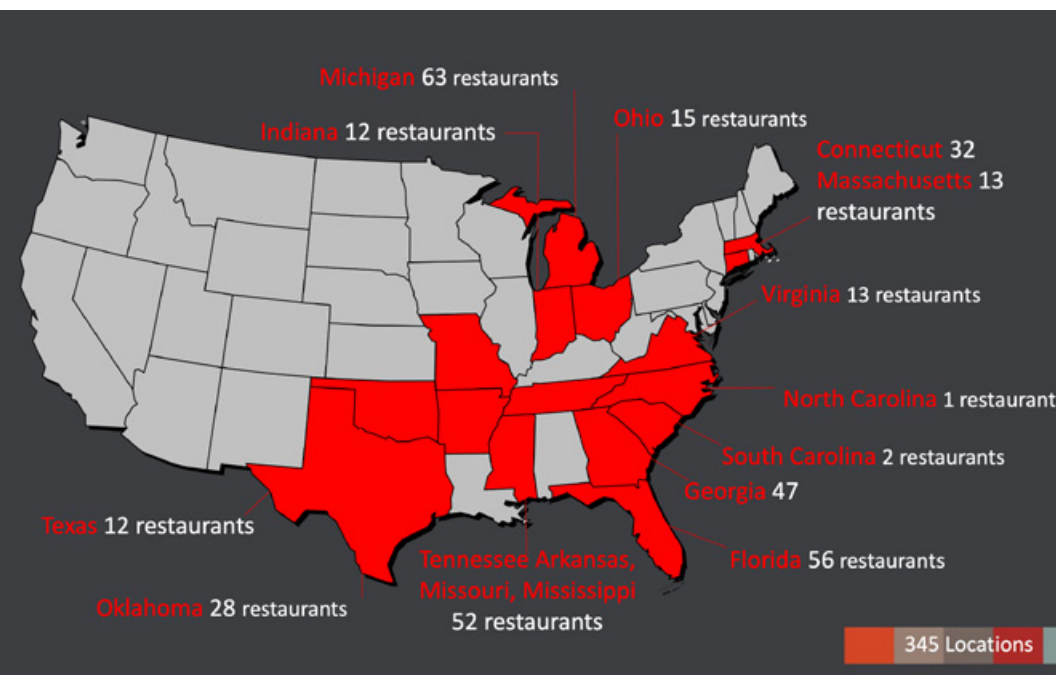 Michigan 63 restaurants
Indiana 12 restaurants
Ohio 15 restaurants
Connecticut 32
Massachusetts 13
restaurants
Virginia 13 restaurants
North Carolina 1 restaurant
South Carolina 2 restaurants
Georgia 47
Texas 12 restaurants
Florida 56 restaurants
Tennessee Arkansas,
Missouri, Mississippi
52 restaurants
Oklahoma 28 restaurants
345 Locations